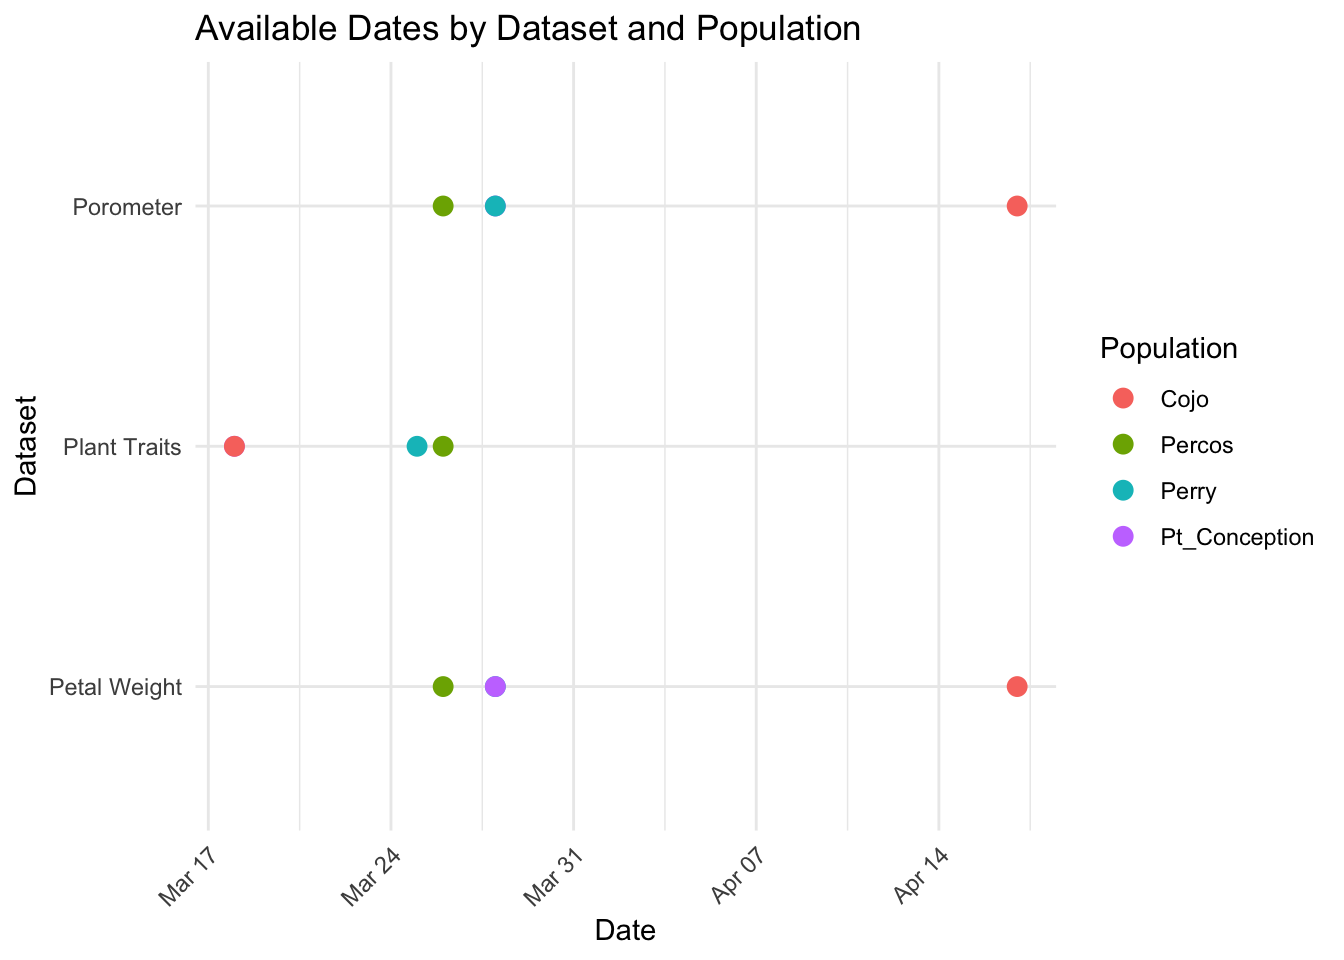 Available Dates by Dataset and Population
Porometer
Plant Traits
Petal Weight
Dataset
Mar 17
Mar 24
Mar 31
Apr 07
Apr 14
Date
Population
Cojo
Percos
Perry
Pt_Conception